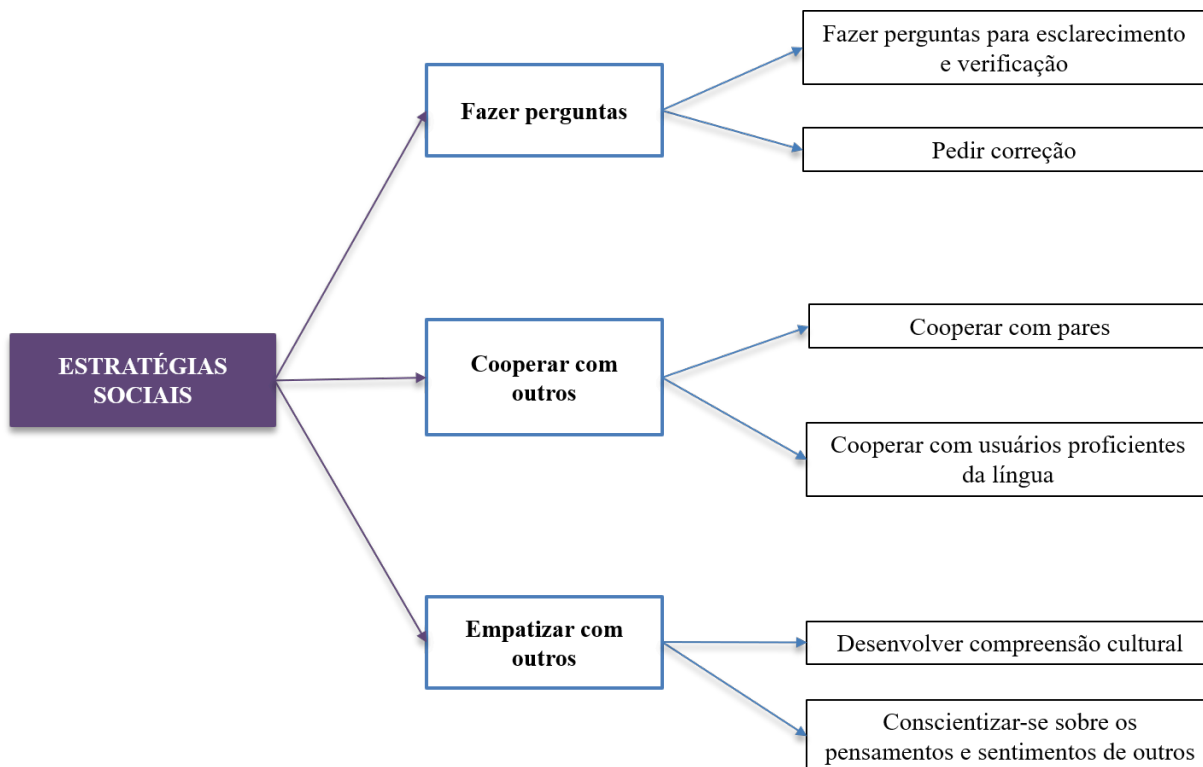 Fazer perguntas para esclarecimento
e verificação
Fazer perguntas
Pedir correção
ESTRATÉGIAS
SOCIAIS
Cooperar com
outros
Cooperar com pares
Cooperar com usuários proficientes
da língua
Empatizar com
outros
Desenvolver compreensão cultural
Conscientizar-se sobre os
pensamentos e sentimentos de outros